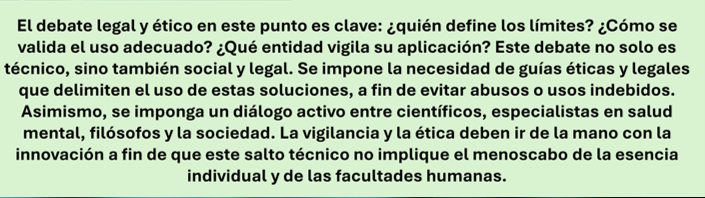 El debate legal y ético en este punto es clave: ¿quién define los límites? ¿Cómo se
valida el uso adecuado? ¿Qué entidad vigila su aplicación? Este debate no solo es
técnico, sino también social y legal. Se impone la necesidad de guías éticas y legales
que delimiten el uso de estas soluciones, a fin de evitar abusos o usos indebidos.
Asimismo, se imponga un diálogo activo entre científicos, especialistas en salud
mental, filósofos y la sociedad. La vigilancia y la ética deben ir de la mano con la
innovación a fin de que este salto técnico no implique el menoscabo de la esencia
individual y de las facultades humanas.